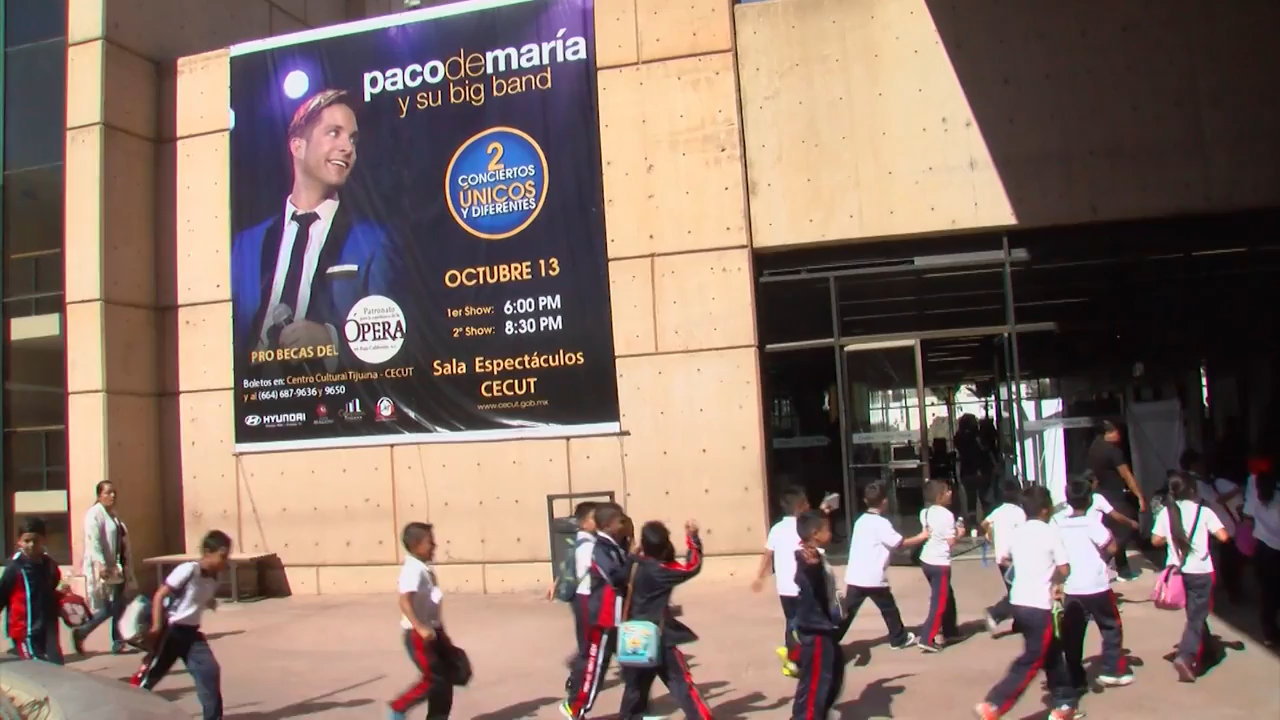 pacodemaría
y su big band
2
CONCIERTOS
ÚNICOS
Y DIFERENTES
OCTUBRE 13
1er Show: 6:00 PM
2º Show: 8:30 PM
Patronato
ÓPERA
PRO BECAS DEL
Sala Espectáculos
CECUT
www.cecut.gob.mx
Boletos en: Centro Cultural Tijuana - CECUT
y al (664) 687-9636 y 9650
HYUNDAI